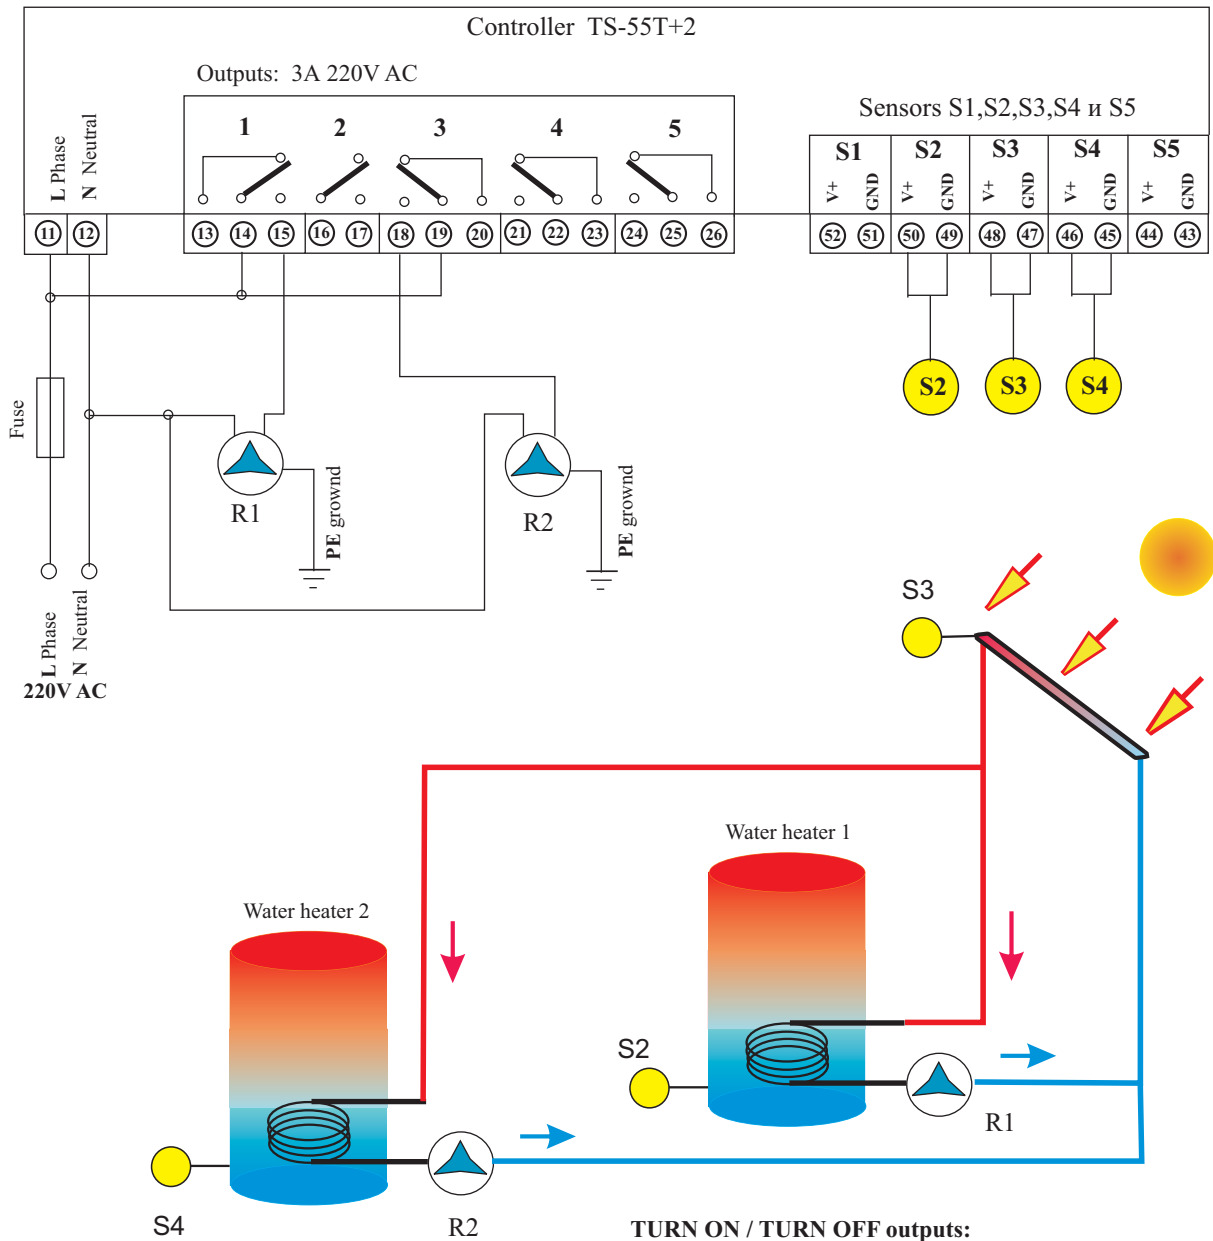 Controller TS-55T+2
Outputs: 3A 220V AC
Sensors S1,S2,S3,S4 и S5
L Phase
N Neutral
1 2 3 4 5
S1 S2 S3 S4 S5
V+ GND V+ GND V+ GND V+ GND V+ GND
11 12 13 14 15 16 17 18 19 20 21 22 23 24 25 26 52 51 50 49 48 47 46 45 44 43
Fuse
S2 S3 S4
R1
R2
PE grownd
PE grownd
L Phase
N Neutral
220V AC
S3
Water heater 1
Water heater 2
S2
R1
S4
R2
TURN ON / TURN OFF outputs: